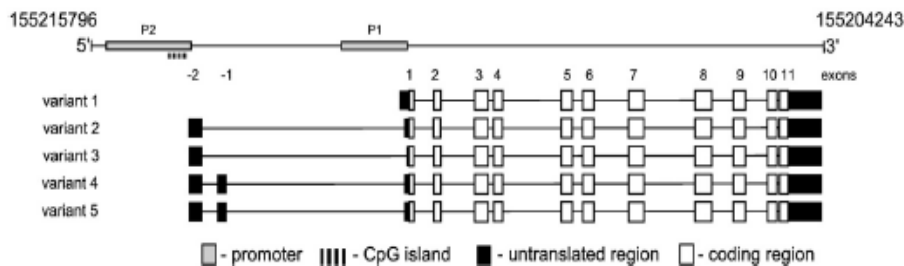 155215796 155204243
P2 P1
5' 3'
-2 -1 1 2 3 4 5 6 7 8 9 10 11 exons
variant 1
variant 2
variant 3
variant 4
variant 5
- promoter - CpG island - untranslated region - coding region